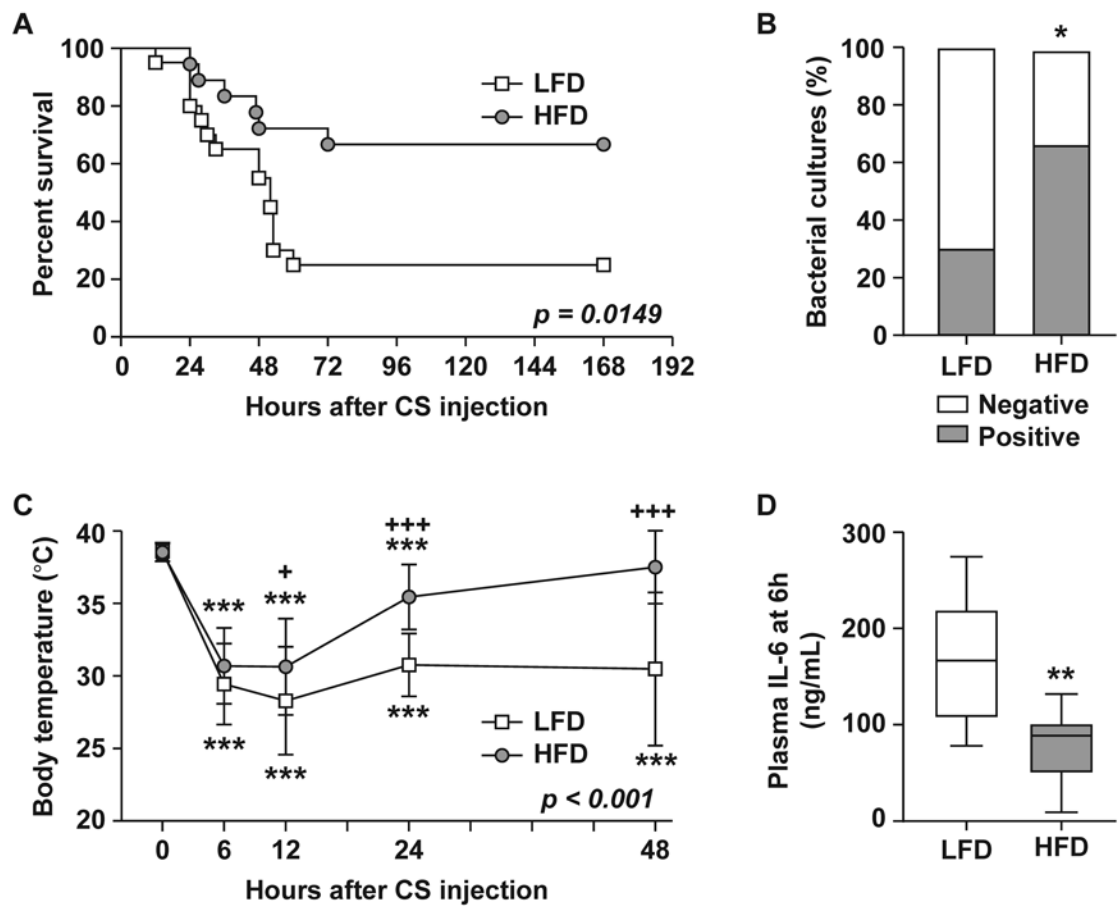 A
Percent survival
100
80
60
40
20
0
0 24 48 72 96 120 144 168 192
Hours after CS injection
LFD
HFD
p = 0.0149
B
Bacterial cultures (%)
100
80
60
40
20
0
*
LFD HFD
Negative
Positive
C
Body temperature (°C)
40
35
30
25
20
*** + *** +++ *** +++
*** *** *** ***
LFD
HFD
p < 0.001
0 6 12 24 48
Hours after CS injection
D
Plasma IL-6 at 6h
(ng/mL)
300
200
100
0
**
LFD HFD